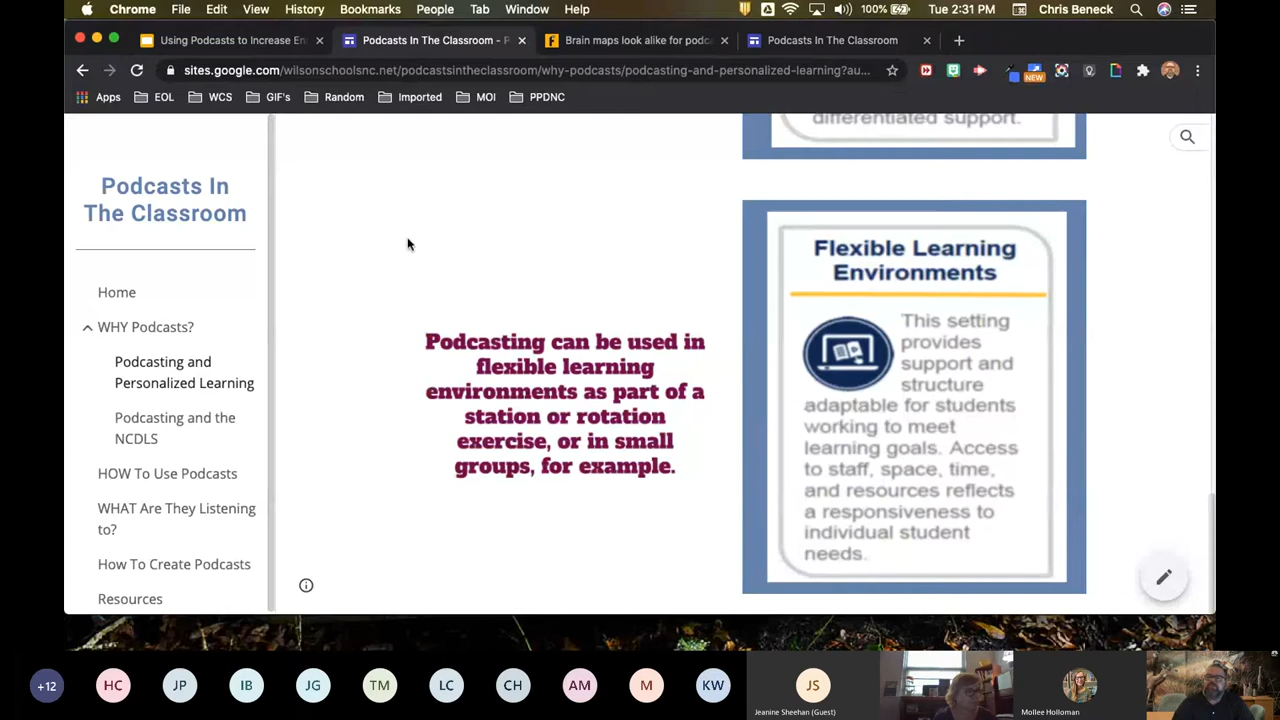 Chrome File Edit View History Bookmarks People Tab Window Help 100% Tue 2:31 PM Chris Beneck
Using Podcasts to Increase En × Podcasts In The Classroom - P × Brain maps look alike for podca × Podcasts In The Classroom × +
sites.google.com/wilsonschoolsnc.net/podcastsintheclassroom/why-podcasts/podcasting-and-personalized-learning?au...
NEW
Apps EOL WCS GIF's Random Imported MOI PPDNC
differentiated support.
Podcasts In
The Classroom
Home
WHY Podcasts?
Podcasting and
Personalized Learning
Podcasting and the
NCDLS
HOW To Use Podcasts
WHAT Are They Listening
to?
How To Create Podcasts
Resources
Podcasting can be used in
flexible learning
environments as part of a
station or rotation
exercise, or in small
groups, for example.
Flexible Learning
Environments
This setting
provides
support and
structure
adaptable for students
working to meet
learning goals. Access
to staff, space, time,
and resources reflects
a responsiveness to
individual student
needs.
+12 HC JP IB JG TM LC CH AM M KW JS
Jeanine Sheehan (Guest) Mollee Holloman